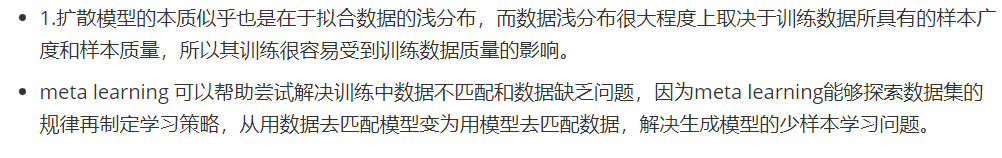 • 1.扩散模型的本质似乎也是在于拟合数据的浅分布，而数据浅分布很大程度上取决于训练数据所具有的样本广
度和样本质量，所以其训练很容易受到训练数据质量的影响。
• meta learning 可以帮助尝试解决训练中数据不匹配和数据缺乏问题，因为meta learning能够探索数据集的
规律再制定学习策略，从用数据去匹配模型变为用模型去匹配数据，解决生成模型的少样本学习问题。